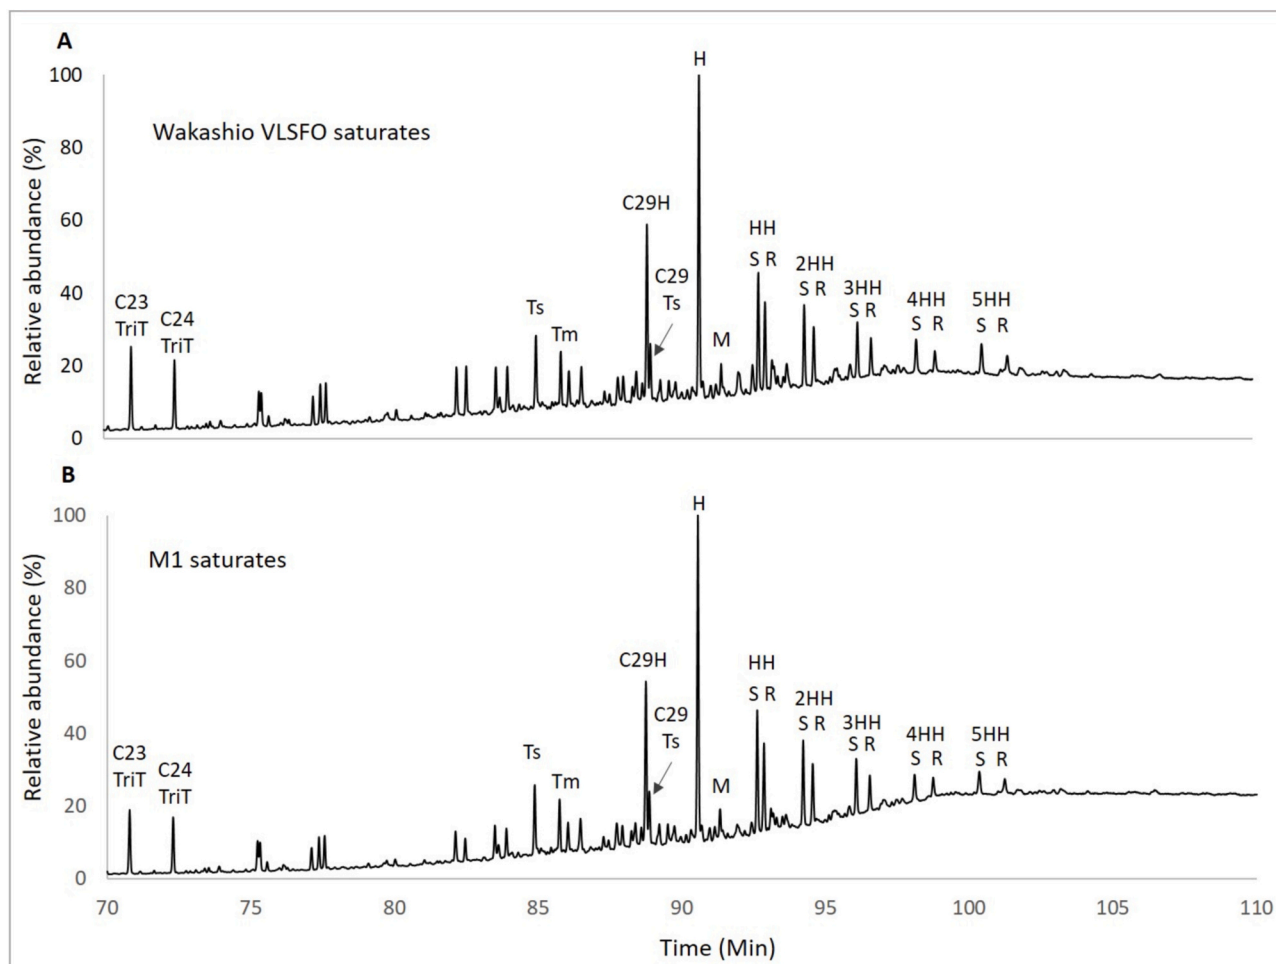 A
Relative abundance (%)
100
80
60
40
20
0
Wakashio VLSFO saturates
C23
TriT
C24
TriT
Ts
Tm
C29H
C29
Ts
H
M
HH
S R
2HH
S R
3HH
S R
4HH
S R
5HH
S R
B
Relative abundance (%)
100
80
60
40
20
0
M1 saturates
C23
TriT
C24
TriT
Ts
Tm
C29H
C29
Ts
H
M
HH
S R
2HH
S R
3HH
S R
4HH
S R
5HH
S R
70 75 80 85 90 95 100 105 110
Time (Min)